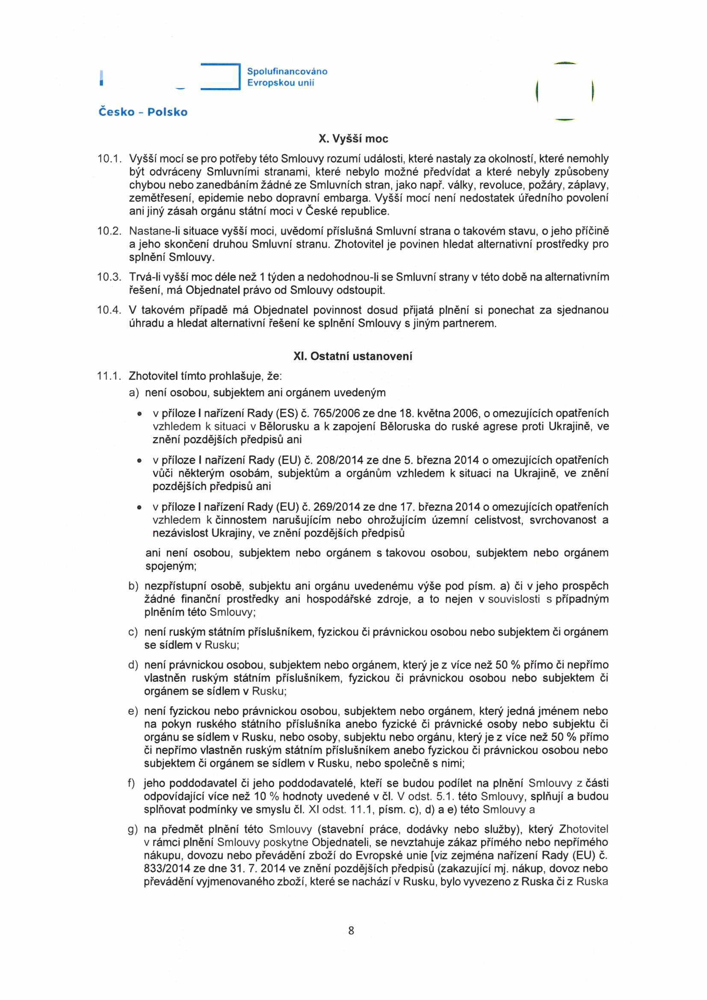 Spolufinancováno
Evropskou unií
Česko – Polsko
X. Vyšší moc
10.1. Vyšší mocí se pro potřeby této Smlouvy rozumí události, které nastaly za okolností, které nemohly
být odvráceny Smluvními stranami, které nebylo možné předvídat a které nebyly způsobeny
chybou nebo zanedbáním žádné ze Smluvních stran, jako např. války, revoluce, požáry, záplavy,
zemětřesení, epidemie nebo dopravní embarga. Vyšší mocí není nedostatek úředního povolení
ani jiný zásah orgánu státní moci v České republice.
10.2. Nastane-li situace vyšší moci, uvědomí příslušná Smluvní strana o takovém stavu, o jeho příčině
a jeho skončení druhou Smluvní stranu. Zhotovitel je povinen hledat alternativní prostředky pro
splnění Smlouvy.
10.3. Trvá-li vyšší moc déle než 1 týden a nedohodnou-li se Smluvní strany v této době na alternativním
řešení, má Objednatel právo od Smlouvy odstoupit.
10.4. V takovém případě má Objednatel povinnost dosud přijatá plnění si ponechat za sjednanou
úhradu a hledat alternativní řešení ke splnění Smlouvy s jiným partnerem.
XI. Ostatní ustanovení
11.1. Zhotovitel tímto prohlašuje, že:
a) není osobou, subjektem ani orgánem uvedeným
• v příloze I nařízení Rady (ES) č. 765/2006 ze dne 18. května 2006, o omezujících opatřeních
vzhledem k situaci v Bělorusku a k zapojení Běloruska do ruské agrese proti Ukrajině, ve
znění pozdějších předpisů ani
• v příloze I nařízení Rady (EU) č. 208/2014 ze dne 5. března 2014 o omezujících opatřeních
vůči některým osobám, subjektům a orgánům vzhledem k situaci na Ukrajině, ve znění
pozdějších předpisů ani
• v příloze I nařízení Rady (EU) č. 269/2014 ze dne 17. března 2014 o omezujících opatřeních
vzhledem k činnostem narušujícím nebo ohrožujícím územní celistvost, svrchovanost a
nezávislost Ukrajiny, ve znění pozdějších předpisů
ani není osobou, subjektem nebo orgánem s takovou osobou, subjektem nebo orgánem
spojeným;
b) nezpřístupní osobě, subjektu ani orgánu uvedenému výše pod písm. a) či v jeho prospěch
žádné finanční prostředky ani hospodářské zdroje, a to nejen v souvislosti s případným
plněním této Smlouvy;
c) není ruským státním příslušníkem, fyzickou či právnickou osobou nebo subjektem či orgánem
se sídlem v Rusku;
d) není právnickou osobou, subjektem nebo orgánem, který je z více než 50 % přímo či nepřímo
vlastněn ruským státním příslušníkem, fyzickou či právnickou osobou nebo subjektem či
orgánem se sídlem v Rusku;
e) není fyzickou nebo právnickou osobou, subjektem nebo orgánem, který jedná jménem nebo
na pokyn ruského státního příslušníka anebo fyzické či právnické osoby nebo subjektu či
orgánu se sídlem v Rusku, nebo osoby, subjektu nebo orgánu, který je z více než 50 % přímo
či nepřímo vlastněn ruským státním příslušníkem anebo fyzickou či právnickou osobou nebo
subjektem či orgánem se sídlem v Rusku, nebo společně s nimi;
f) jeho poddodavatel či jeho poddodavatelé, kteří se budou podílet na plnění Smlouvy z části
odpovídající více než 10 % hodnoty uvedené v čl. V odst. 5.1. této Smlouvy, splňují a budou
splňovat podmínky ve smyslu čl. XI odst. 11.1, písm. c), d) a e) této Smlouvy a
g) na předmět plnění této Smlouvy (stavební práce, dodávky nebo služby), který Zhotovitel
v rámci plnění Smlouvy poskytne Objednateli, se nevztahuje zákaz přímého nebo nepřímého
nákupu, dovozu nebo převádění zboží do Evropské unie [viz zejména nařízení Rady (EU) č.
833/2014 ze dne 31. 7. 2014 ve znění pozdějších předpisů (zakazující mj. nákup, dovoz nebo
převádění vyjmenovaného zboží, které se nachází v Rusku, bylo vyvezeno z Ruska či z Ruska
8